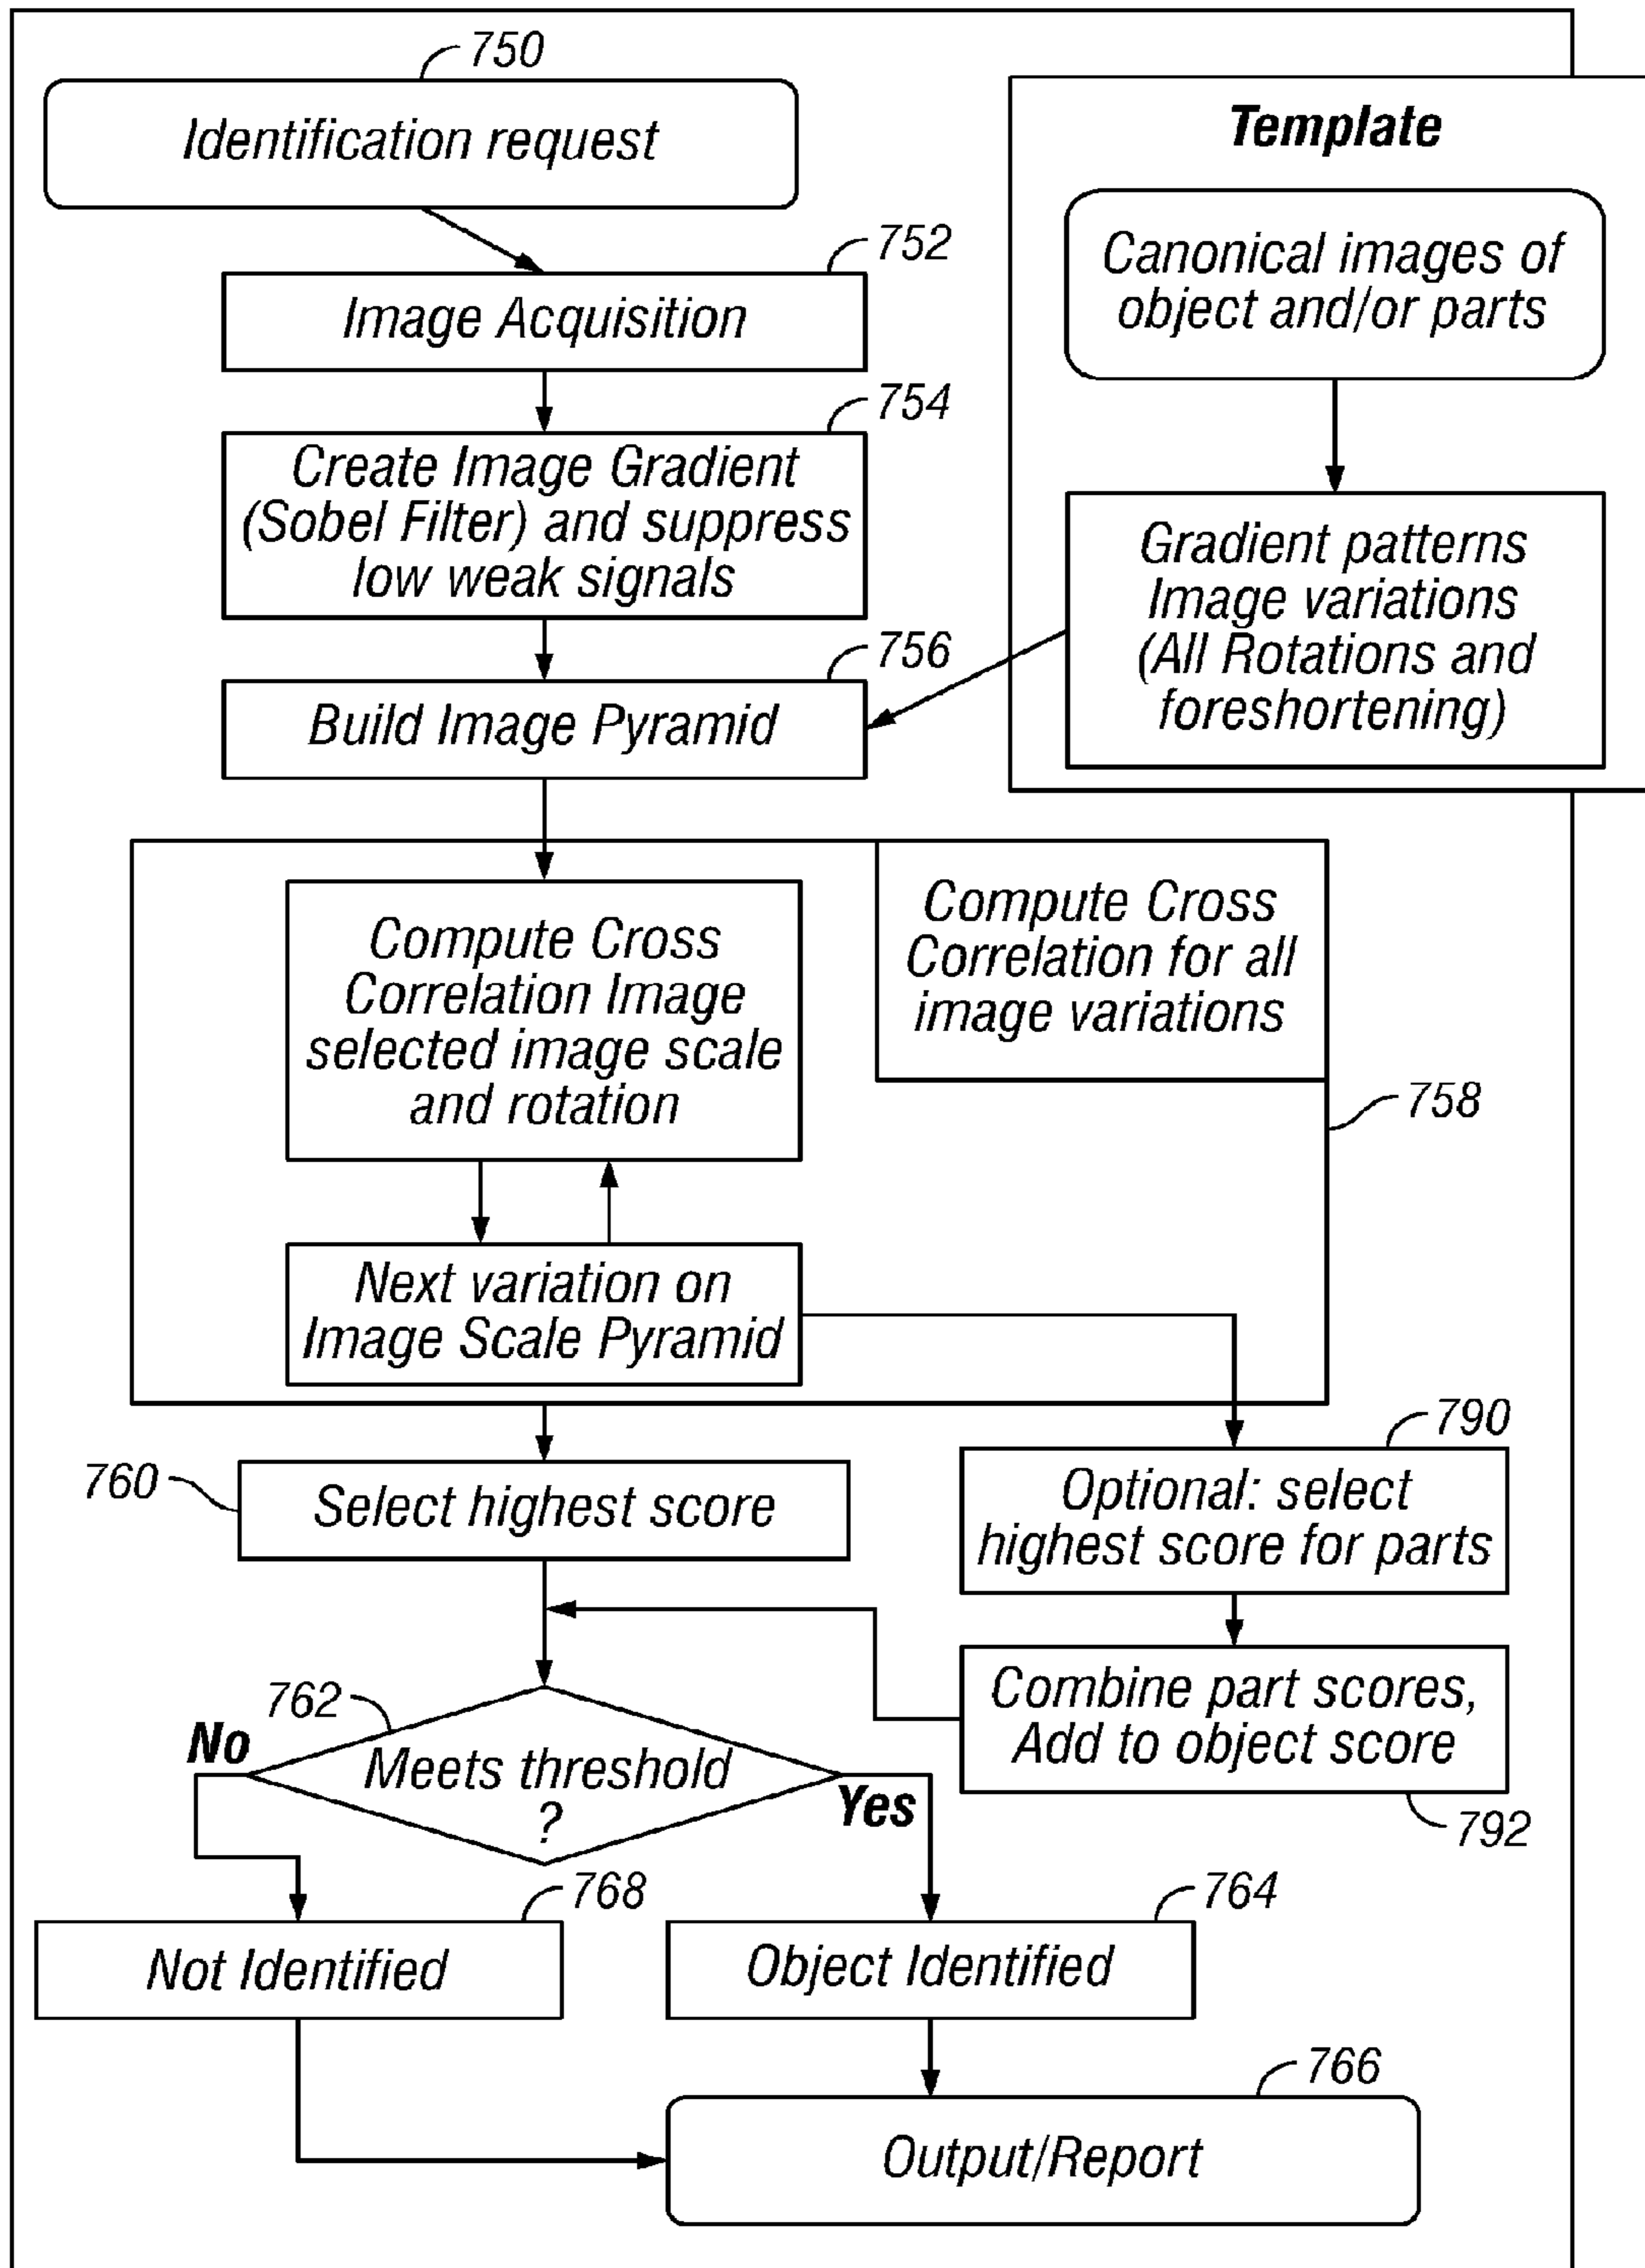 750
Identification request
Template
Canonical images of
object and/or parts
752
Image Acquisition
754
Create Image Gradient
(Sobel Filter) and suppress
low weak signals
Gradient patterns
Image variations
(All Rotations and
foreshortening)
756
Build Image Pyramid
Compute Cross
Correlation Image
selected image scale
and rotation
Compute Cross
Correlation for all
image variations
758
Next variation on
Image Scale Pyramid
760
Select highest score
790
Optional: select
highest score for parts
Combine part scores,
Add to object score
792
762
No
Meets threshold
?
Yes
768
Not Identified
764
Object Identified
766
Output/Report